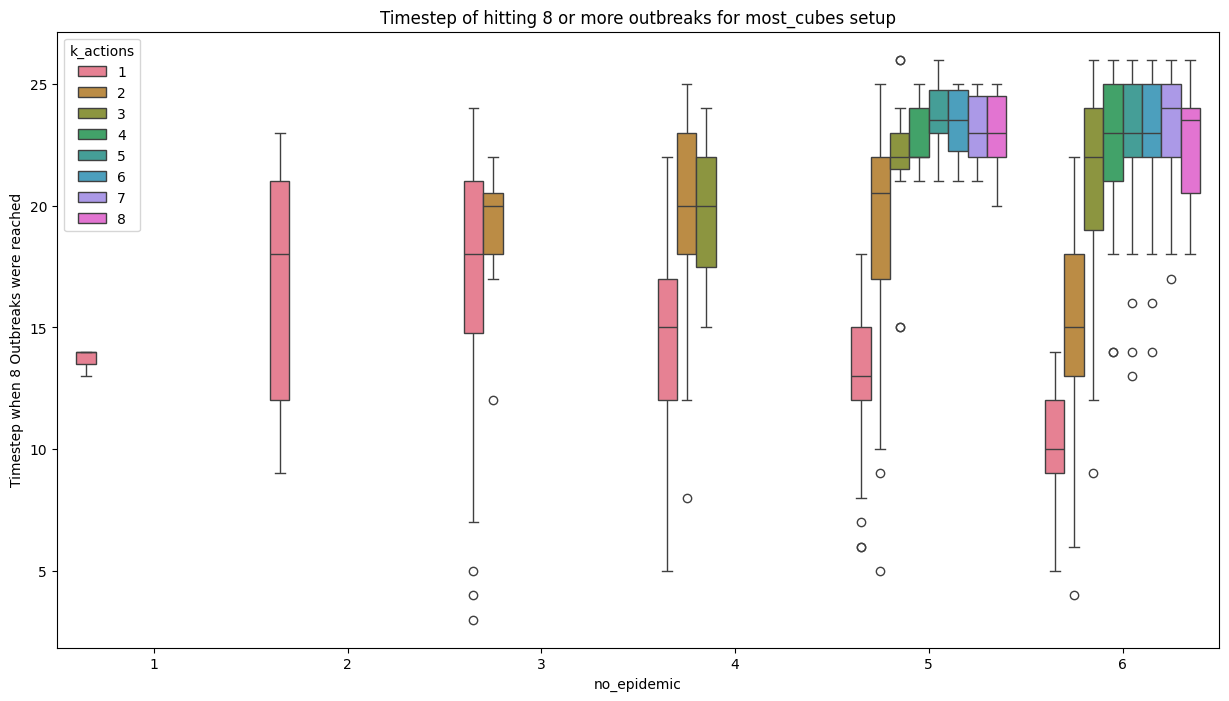 Timestep of hitting 8 or more outbreaks for most_cubes setup
k_actions
1
2
3
4
5
6
7
8
25
20
15
10
5
Timestep when 8 Outbreaks were reached
1 2 3 4 5 6
no_epidemic